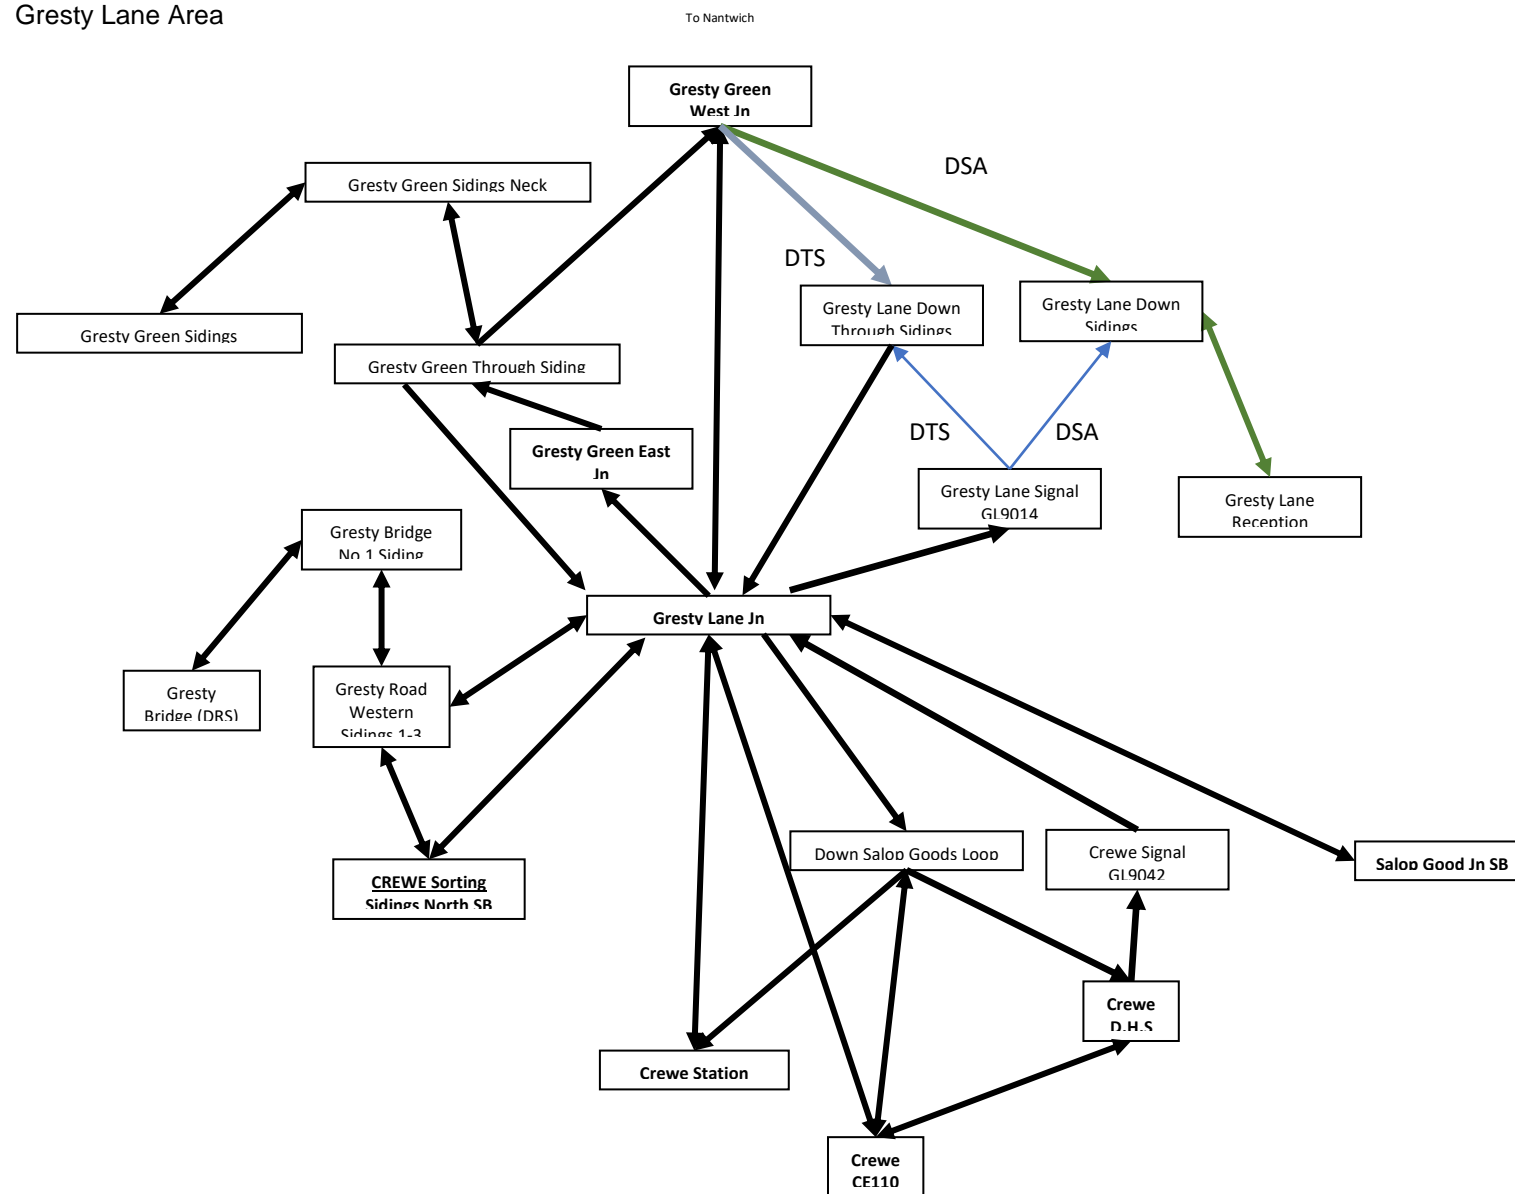 Gresty Lane Area
To Nantwich
Gresty Green
West Jn
DSA
Gresty Green Sidings Neck
DTS
Gresty Lane Down
Through Sidings
Gresty Lane Down
Sidings
Gresty Green Sidings
Gresty Green Through Siding
DTS
DSA
Gresty Green East
Jn
Gresty Lane Signal
GL9014
Gresty Lane
Reception
Gresty Bridge
No 1 Siding
Gresty Lane Jn
Gresty
Bridge (DRS)
Gresty Road
Western
Sidings 1-3
Down Salop Goods Loop
Crewe Signal
GL9042
Salop Good Jn SB
CREWE Sorting
Sidings North SB
Crewe
D.H.S
Crewe Station
Crewe
CE110